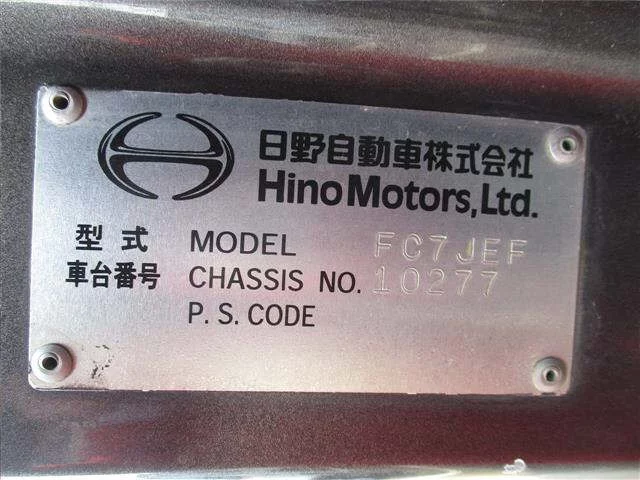 日野自動車株式会社
Hino Motors, Ltd.
型式 MODEL FC7JEF
車台番号 CHASSIS NO. 10277
P. S. CODE